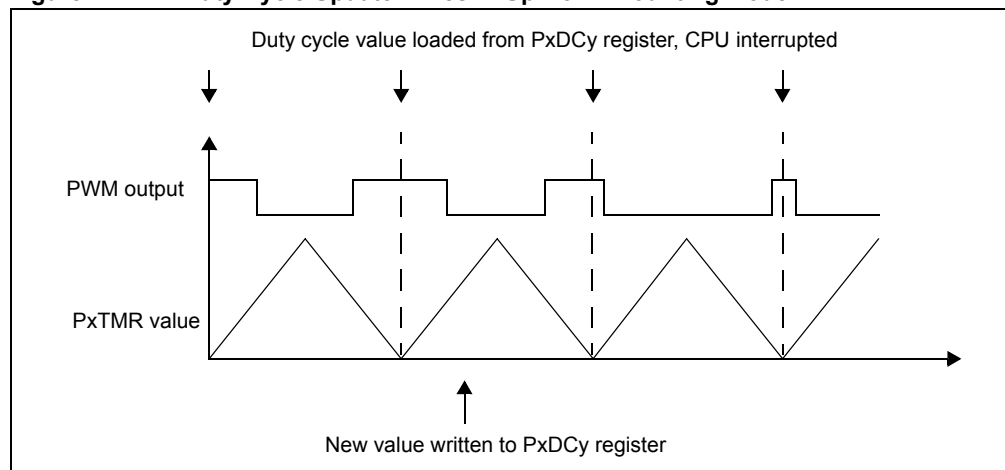 Duty cycle value loaded from PxDCy register, CPU interrupted
PWM output
PxTMR value
New value written to PxDCy register